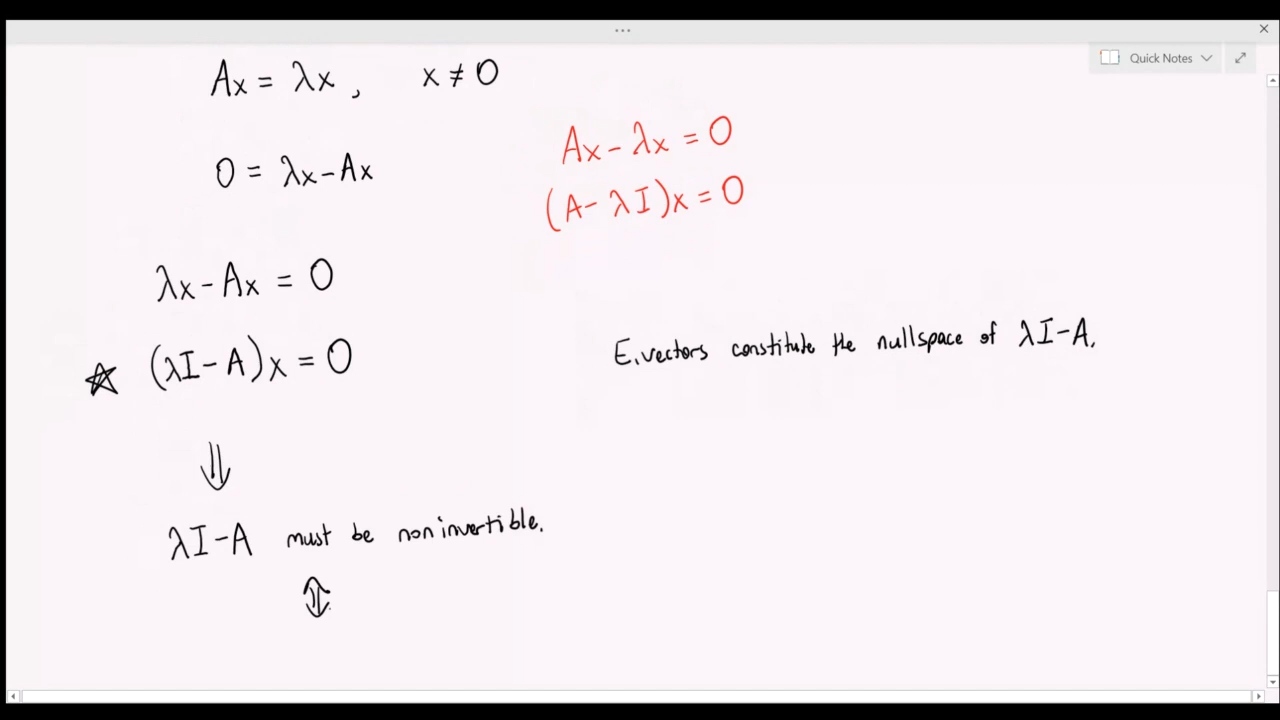 Quick Notes
Ax = λx, x ≠ 0
0 = λx - Ax
Ax - λx = 0
(A - λI)x = 0
λx - Ax = 0
☆ (λI - A)x = 0
E.vectors constitute the nullspace of λI-A.
⇓
λI-A must be noninvertible.
⇕